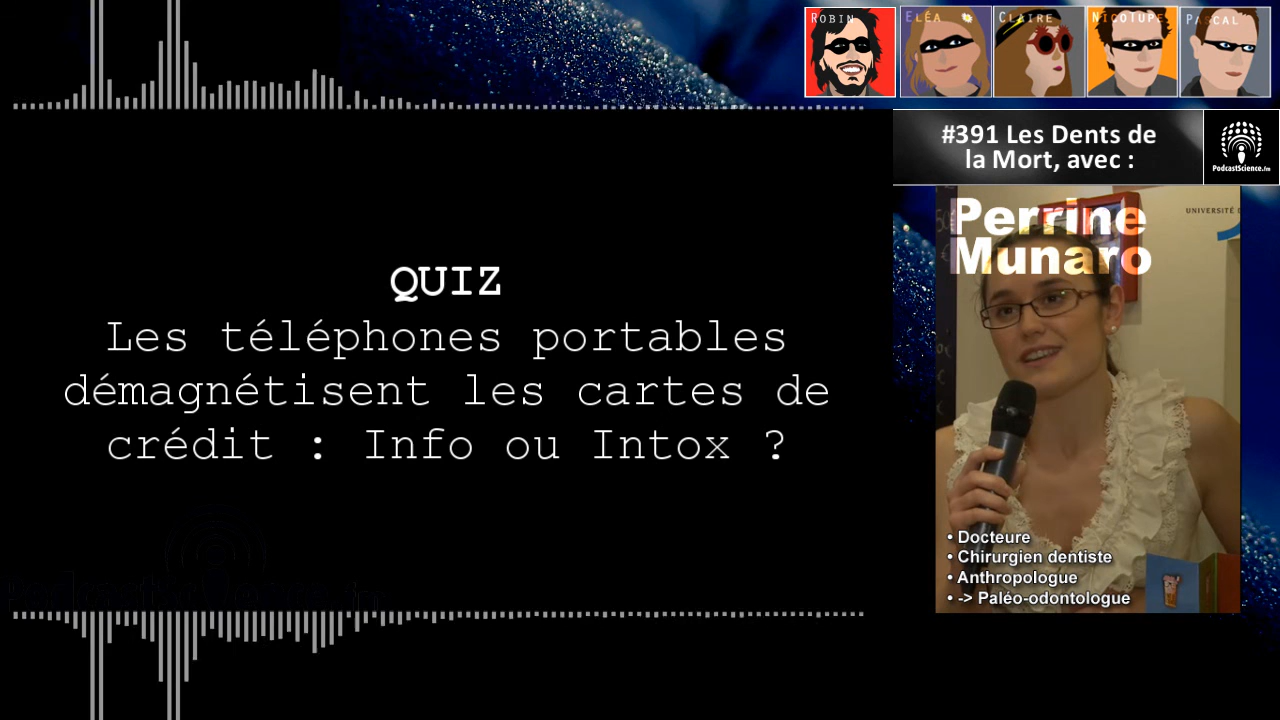 ROBIN
ELÉA
CLAIRE
NICOTUPE
PASCAL
#391 Les Dents de
la Mort, avec :
PodcastScience.fm
Perrine
Munaro
UNIVERSITÉ
QUIZ
Les téléphones portables
démagnétisent les cartes de
crédit : Info ou Intox ?
• Docteure
• Chirurgien dentiste
• Anthropologue
• -> Paléo-odontologue